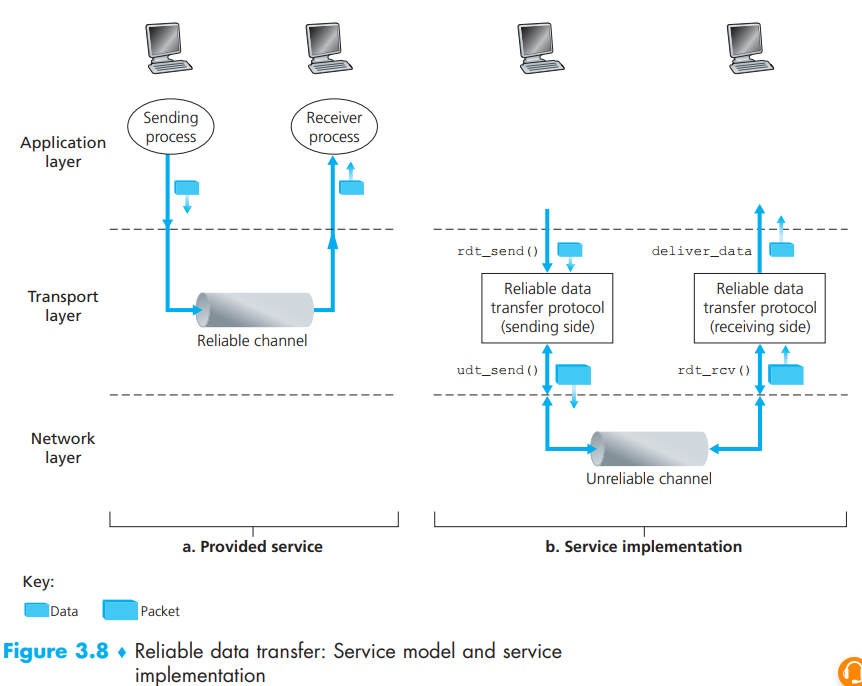 Sending
process
Receiver
process
Application
layer
rdt_send()
deliver_data
Transport
layer
Reliable data
transfer protocol
(sending side)
Reliable data
transfer protocol
(receiving side)
Reliable channel
udt_send()
rdt_rcv()
Network
layer
Unreliable channel
a. Provided service
b. Service implementation
Key:
Data
Packet
Figure 3.8 ♦ Reliable data transfer: Service model and service
implementation